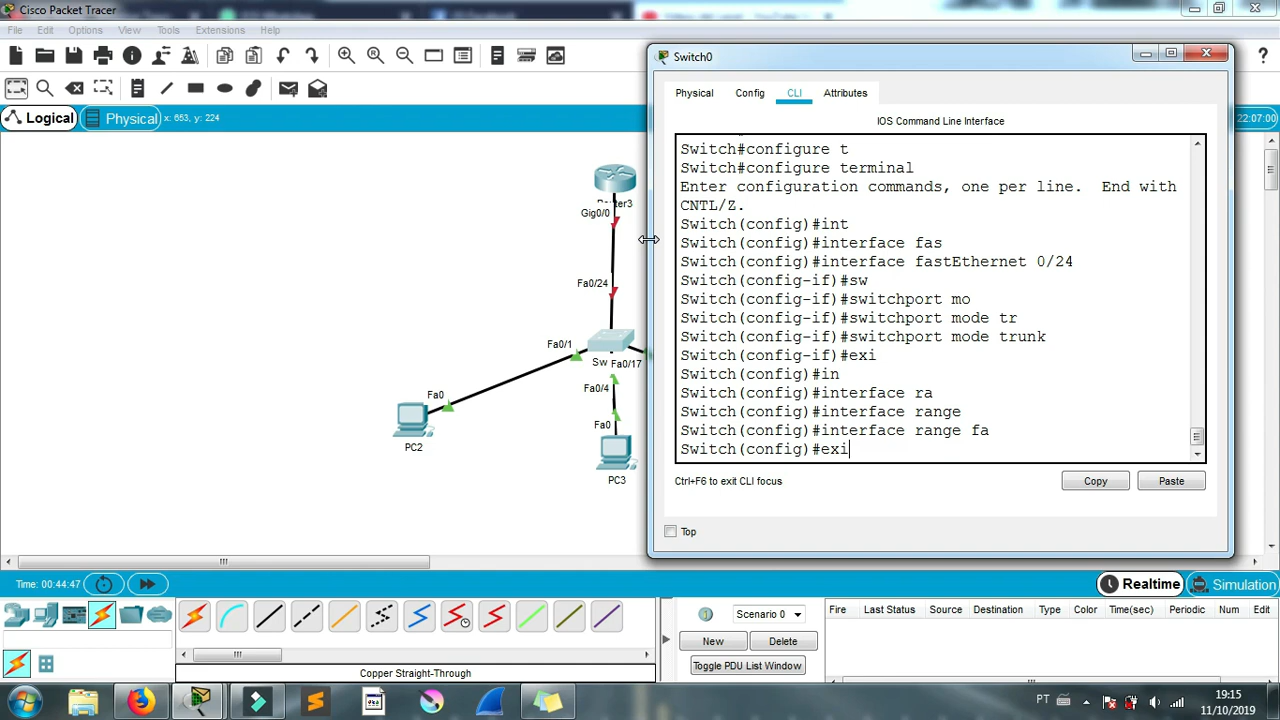 Cisco Packet Tracer
File Edit Options View Tools Extensions Help
Logical Physical x: 653, y: 224
22:07:00
Gig0/0
Fa0/24
Fa0/1
Sw Fa0/17
Fa0/4
Fa0
PC2
Fa0
PC3
Switch0
Physical Config CLI Attributes
IOS Command Line Interface
Switch#configure t
Switch#configure terminal
Enter configuration commands, one per line. End with
CNTL/Z.
Switch(config)#int
Switch(config)#interface fas
Switch(config)#interface fastEthernet 0/24
Switch(config-if)#sw
Switch(config-if)#switchport mo
Switch(config-if)#switchport mode tr
Switch(config-if)#switchport mode trunk
Switch(config-if)#exi
Switch(config)#in
Switch(config)#interface ra
Switch(config)#interface range
Switch(config)#interface range fa
Switch(config)#exi
Ctrl+F6 to exit CLI focus
Copy Paste
Top
Time: 00:44:47
Realtime Simulation
Scenario 0
New Delete
Toggle PDU List Window
Fire Last Status Source Destination Type Color Time(sec) Periodic Num Edit
Copper Straight-Through
PT
19:15
11/10/2019